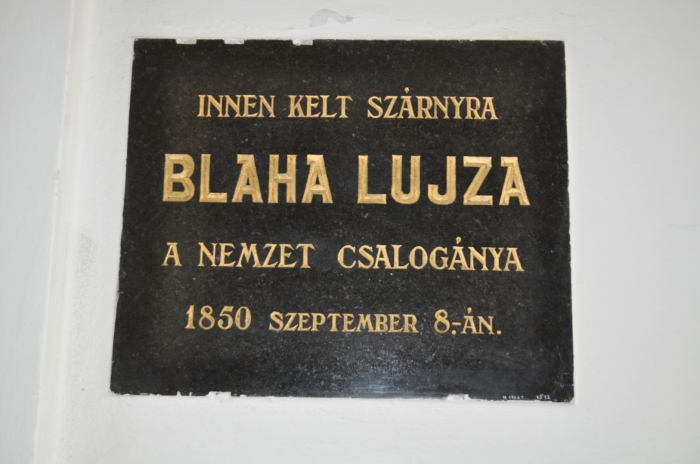 INNEN KELT SZÁRNYRA
BLAHA LUJZA
A NEMZET CSALOGÁNYA
1850 SZEPTEMBER 8.-ÁN.